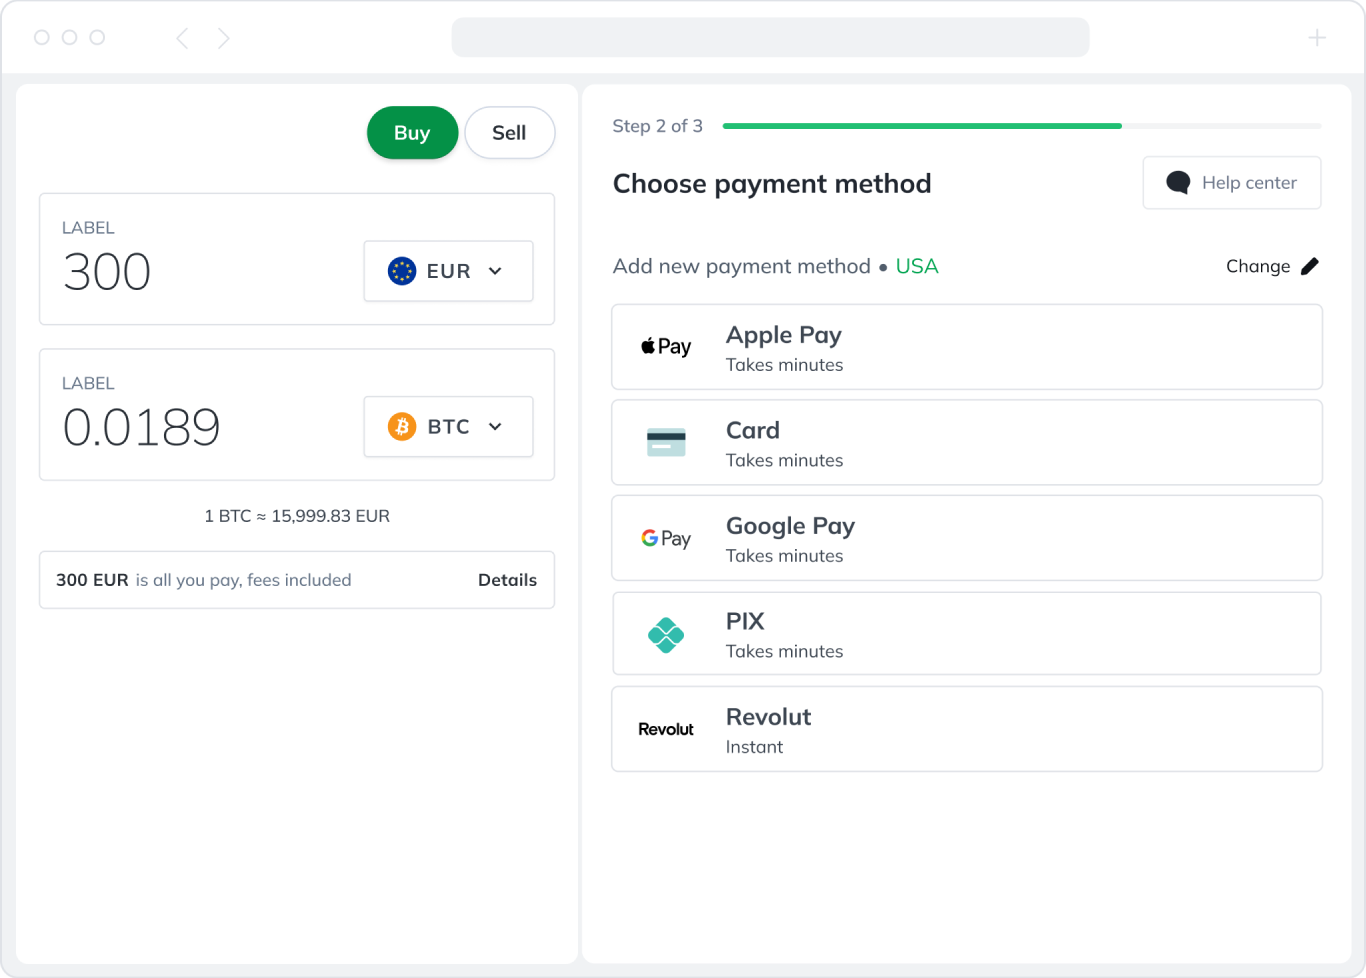 Buy
Sell
LABEL
300
EUR
LABEL
0.0189
BTC
1 BTC ≈ 15,999.83 EUR
300 EUR is all you pay, fees included
Details
Step 2 of 3
Choose payment method
Help center
Add new payment method • USA
Change
Pay
Apple Pay
Takes minutes
Card
Takes minutes
G Pay
Google Pay
Takes minutes
PIX
Takes minutes
Revolut
Revolut
Instant